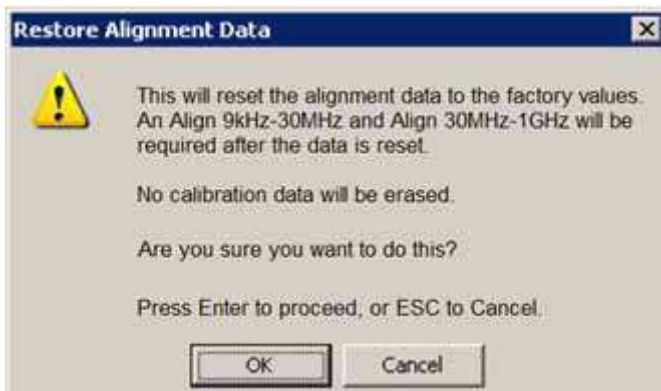 Restore Alignment Data
This will reset the alignment data to the factory values.
An Align 9kHz-30MHz and Align 30MHz-1GHz will be
required after the data is reset.
No calibration data will be erased.
Are you sure you want to do this?
Press Enter to proceed, or ESC to Cancel.
OK
Cancel